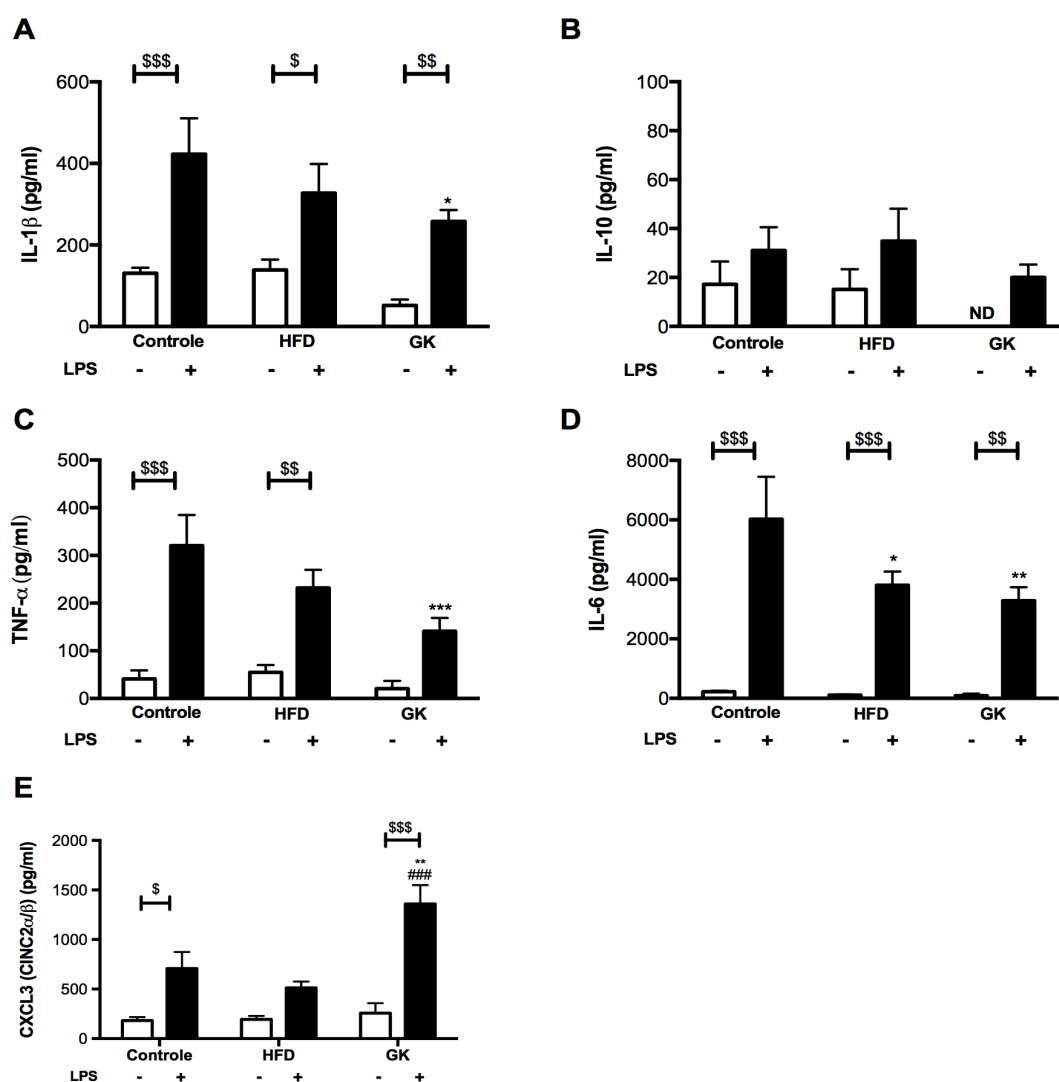 A
$$$ $ $$
600
400
200
0
IL-1β (pg/ml)
*
Controle HFD GK
LPS - + - + - +
B
100
80
60
40
20
0
IL-10 (pg/ml)
ND
Controle HFD GK
LPS - + - + - +
C
$$$ $$
500
400
300
200
100
0
TNF-α (pg/ml)
***
Controle HFD GK
LPS - + - + - +
D
$$$ $$$ $$
8000
6000
4000
2000
0
IL-6 (pg/ml)
* **
Controle HFD GK
LPS - + - + - +
E
$ $$$
2000
1500
1000
500
0
CXCL3 (CINC2α/β) (pg/ml)
**
###
Controle HFD GK
LPS - + - + - +